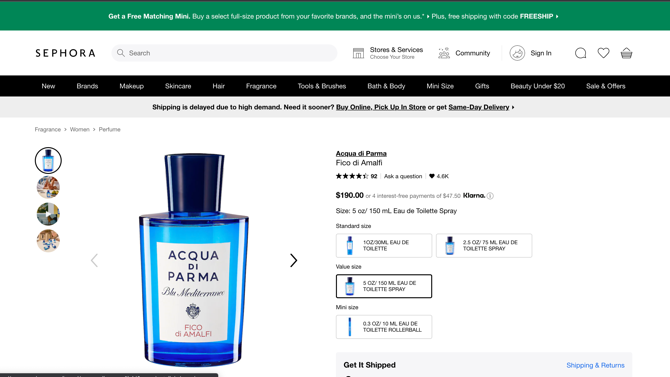 Get a Free Matching Mini. Buy a select full-size product from your favorite brands, and the mini's on us.* ▸ Plus, free shipping with code FREESHIP ▸
SEPHORA
Search
Stores & Services
Choose Your Store
Community
Sign In
New Brands Makeup Skincare Hair Fragrance Tools & Brushes Bath & Body Mini Size Gifts Beauty Under $20 Sale & Offers
Shipping is delayed due to high demand. Need it sooner? Buy Online, Pick Up In Store or get Same-Day Delivery ▸
Fragrance > Women > Perfume
ACQUA
DI
PARMA
Blu Mediterraneo
FICO
di AMALFI
Acqua di Parma
Fico di Amalfi
92 | Ask a question | 4.6K
$190.00 or 4 interest-free payments of $47.50 Klarna.
Size: 5 oz/ 150 mL Eau de Toilette Spray
Standard size
1OZ/30ML EAU DE
TOILETTE
2.5 OZ/ 75 ML EAU DE
TOILETTE SPRAY
Value size
5 OZ/ 150 ML EAU DE
TOILETTE SPRAY
Mini size
0.3 OZ/ 10 ML EAU DE
TOILETTE ROLLERBALL
Get It Shipped
Shipping & Returns